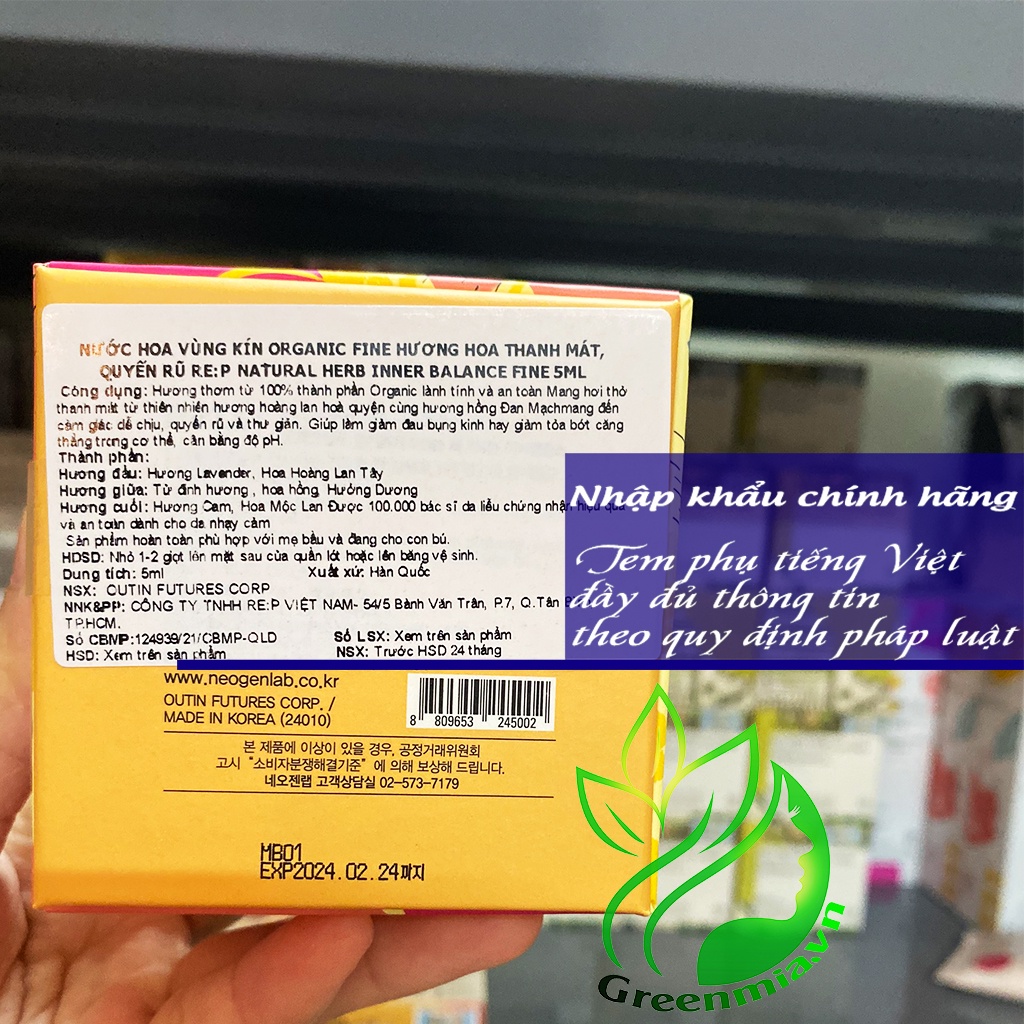 NƯỚC HOA VÙNG KÍN ORGANIC FINE HƯƠNG HOA THANH MÁT,
QUYẾN RŨ RE:P NATURAL HERB INNER BALANCE FINE 5ML
Công dụng: Hương thơm từ 100% thành phần Organic lành tính và an toàn Mang hơi thở
thanh mát từ thiên nhiên hương hoàng lan hoà quyện cùng hương hồng Đan Mạchmang đến
cảm giác dễ chịu, quyến rũ và thư giãn. Giúp làm giảm đau bụng kinh hay giảm tỏa bớt căng
thẳng trong cơ thể, cân bằng độ pH.
Thành phần:
Hương đầu: Hương Lavender, Hoa Hoàng Lan Tây
Hương giữa: Tử đinh hương, hoa hồng, Hướng Dương
Hương cuối: Hương Cam, Hoa Mộc Lan Được 100.000 bác sĩ da liễu chứng nhận hiệu quả
và an toàn dành cho da nhạy cảm
Sản phẩm hoàn toàn phù hợp với mẹ bầu và đang cho con bú.
HDSD: Nhỏ 1-2 giọt lên mặt sau của quần lót hoặc lên băng vệ sinh.
Dung tích: 5ml Xuất xứ: Hàn Quốc
NSX: OUTIN FUTURES CORP
NNK&PP: CÔNG TY TNHH RE:P VIỆT NAM- 54/5 Bành Văn Trân, P.7, Q.Tân
TP.HCM.
Số CBMP:124939/21/CBMP-QLD Số LSX: Xem trên sản phẩm
HSD: Xem trên sản phẩm NSX: Trước HSD 24 tháng
www.neogenlab.co.kr
OUTIN FUTURES CORP. /
MADE IN KOREA (24010)
8 809653 245002
본 제품에 이상이 있을 경우, 공정거래위원회
고시 "소비자분쟁해결기준" 에 의해 보상해 드립니다.
네오젠랩 고객상담실 02-573-7179
MB01
EXP2024.02.24까지
Nhập khẩu chính hãng
Tem phụ tiếng Việt
đầy đủ thông tin
theo quy định pháp luật
Greenmia.vn